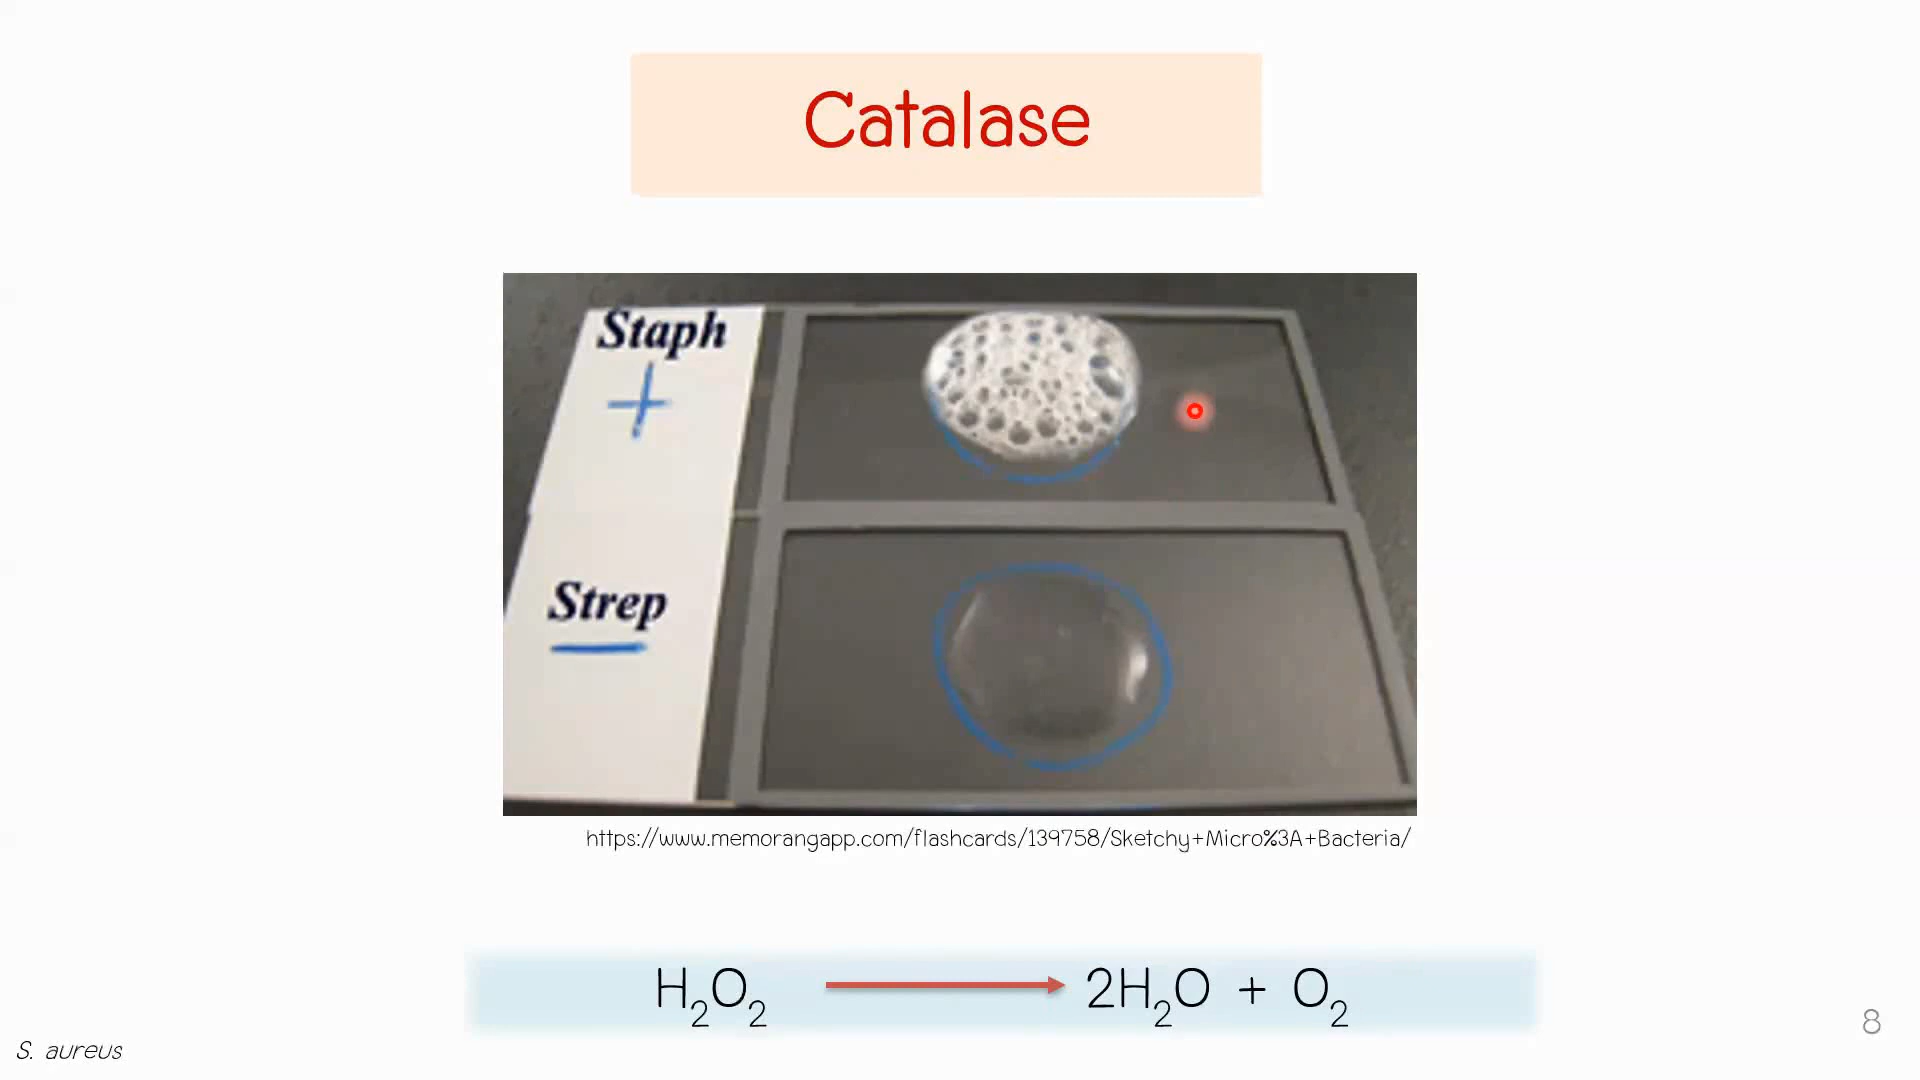 Catalase
Staph
+
Strep
https://www.memorangapp.com/flashcards/139758/Sketchy+Micro%3A+Bacteria/
H₂O₂ → 2H₂O + O₂
8
S. aureus